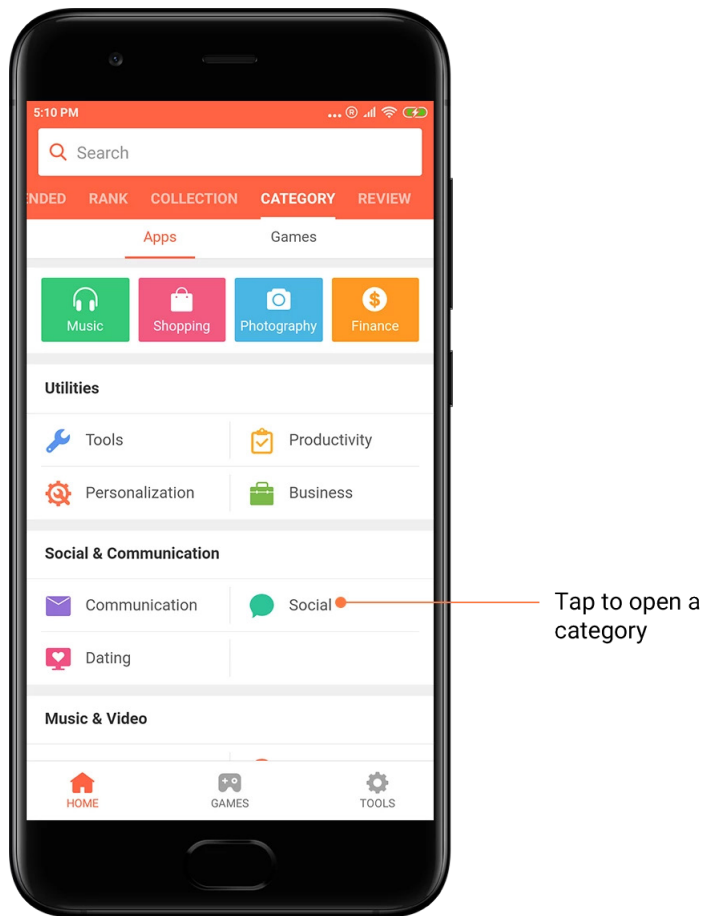 5:10 PM
Search
ENDED RANK COLLECTION CATEGORY REVIEW
Apps Games
Music Shopping Photography Finance
Utilities
Tools Productivity
Personalization Business
Social & Communication
Communication Social
Dating
Music & Video
HOME GAMES TOOLS
Tap to open a
category